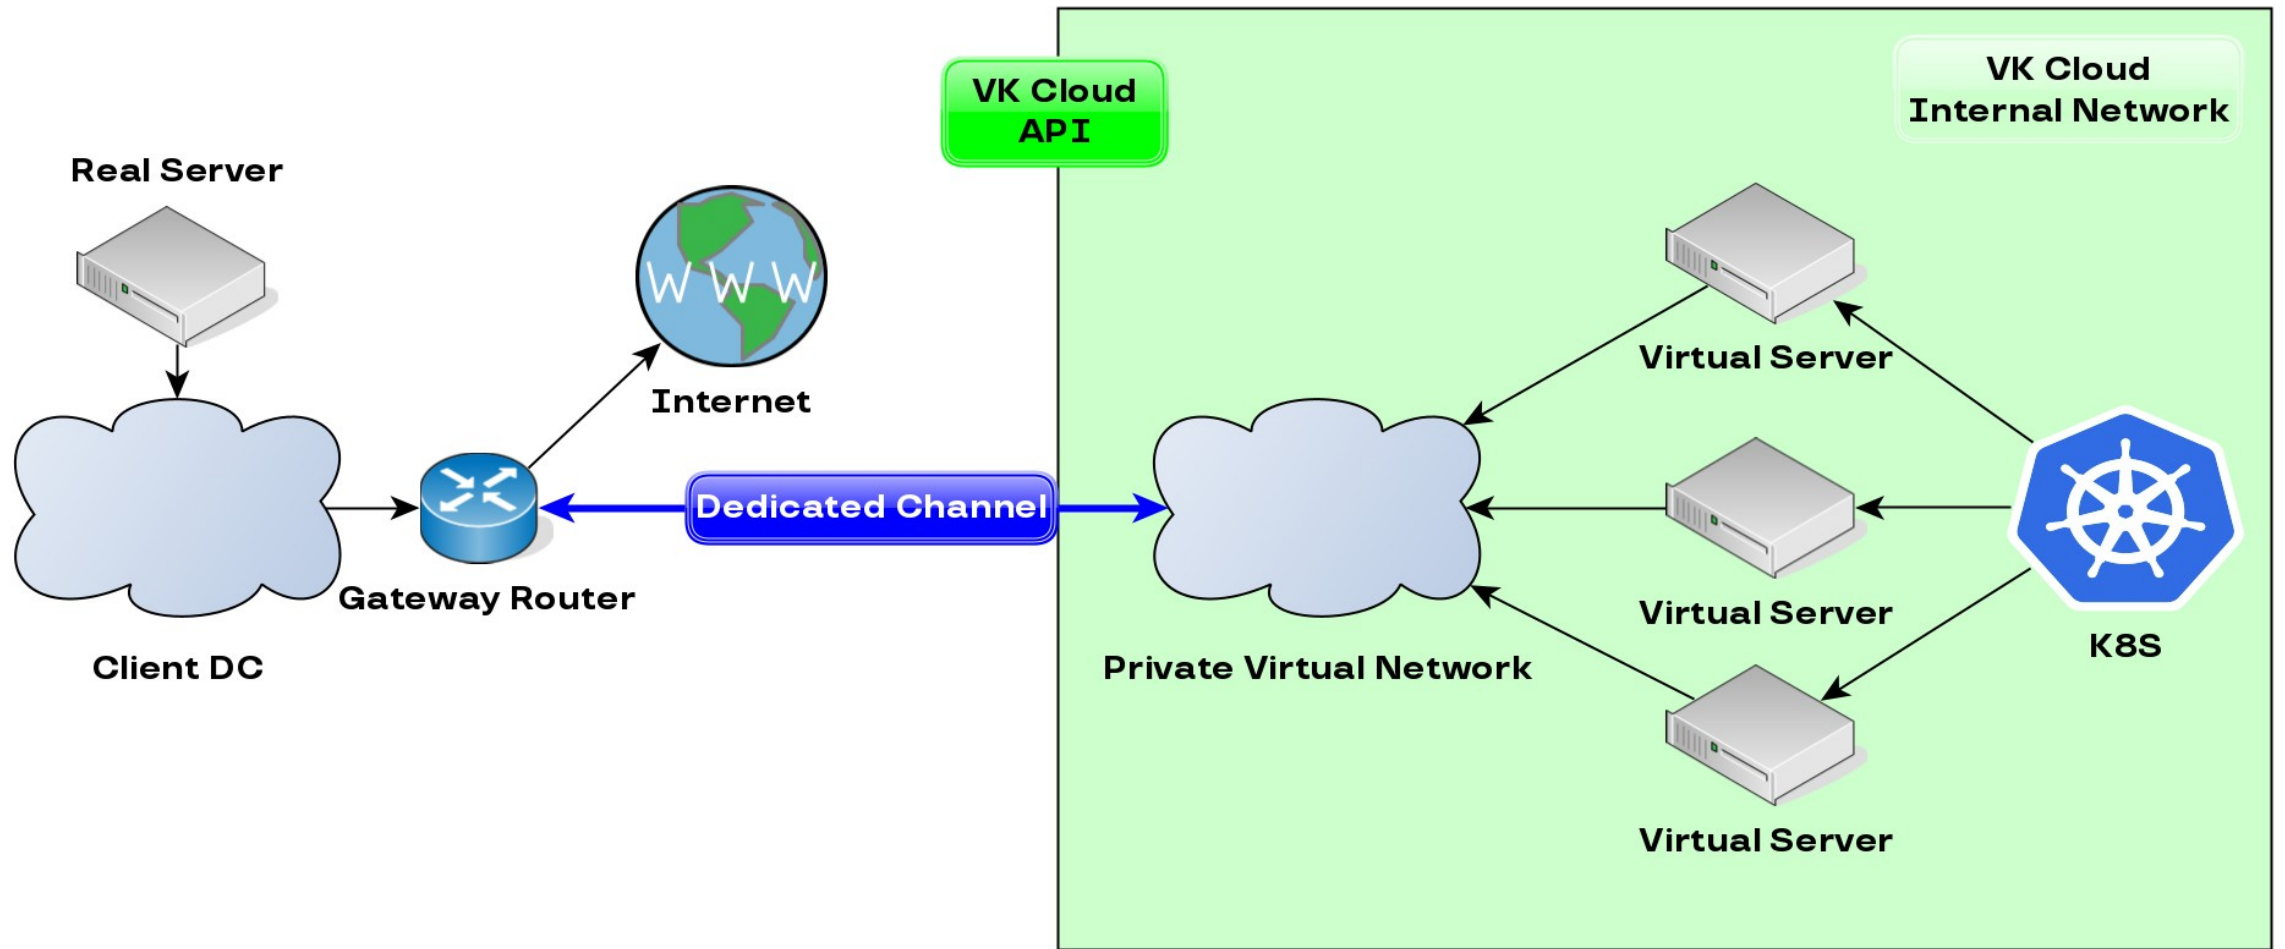 VK Cloud
API
VK Cloud
Internal Network
Real Server
W W W
Internet
Virtual Server
Dedicated Channel
Gateway Router
Virtual Server
K8S
Client DC
Private Virtual Network
Virtual Server